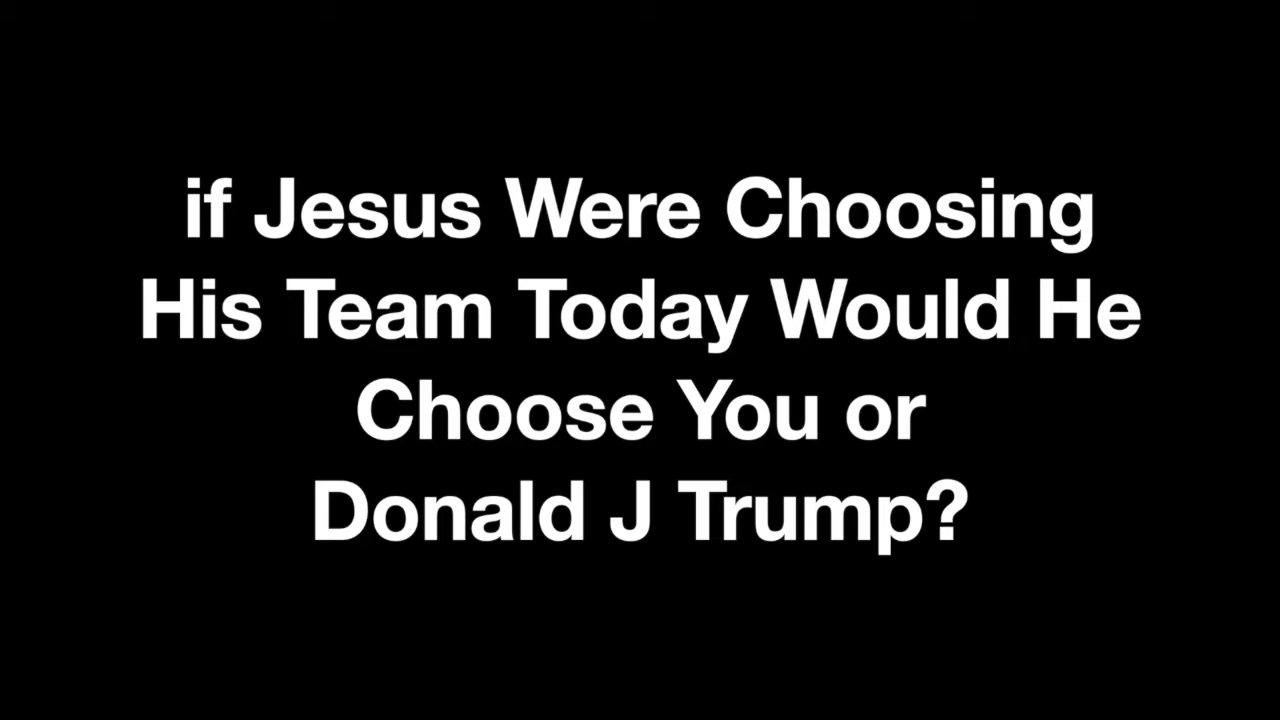 if Jesus Were Choosing
His Team Today Would He
Choose You or
Donald J Trump?